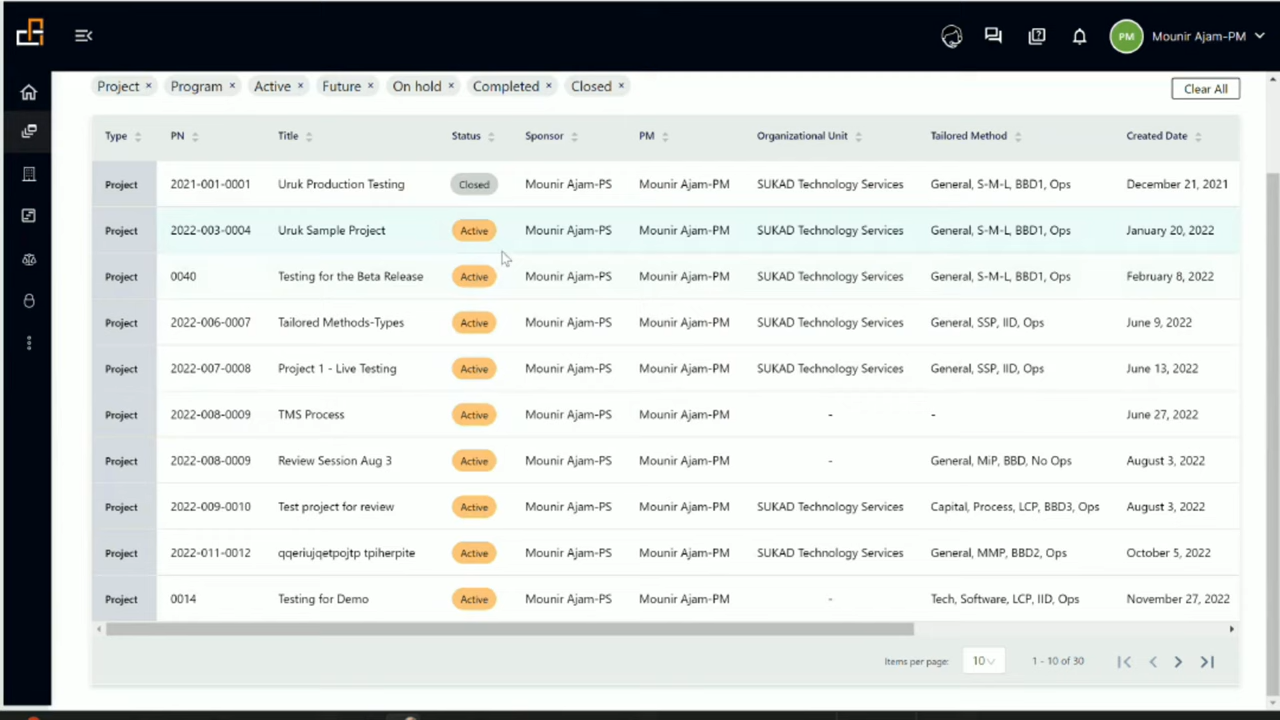 PM Mounir Ajam-PM
Project × Program × Active × Future × On hold × Completed × Closed × Clear All
Type PN Title Status Sponsor PM Organizational Unit Tailored Method Created Date
Project 2021-001-0001 Uruk Production Testing Closed Mounir Ajam-PS Mounir Ajam-PM SUKAD Technology Services General, S-M-L, BBD1, Ops December 21, 2021
Project 2022-003-0004 Uruk Sample Project Active Mounir Ajam-PS Mounir Ajam-PM SUKAD Technology Services General, S-M-L, BBD1, Ops January 20, 2022
Project 0040 Testing for the Beta Release Active Mounir Ajam-PS Mounir Ajam-PM SUKAD Technology Services General, S-M-L, BBD1, Ops February 8, 2022
Project 2022-006-0007 Tailored Methods-Types Active Mounir Ajam-PS Mounir Ajam-PM SUKAD Technology Services General, SSP, IID, Ops June 9, 2022
Project 2022-007-0008 Project 1 - Live Testing Active Mounir Ajam-PS Mounir Ajam-PM SUKAD Technology Services General, SSP, IID, Ops June 13, 2022
Project 2022-008-0009 TMS Process Active Mounir Ajam-PS Mounir Ajam-PM - - June 27, 2022
Project 2022-008-0009 Review Session Aug 3 Active Mounir Ajam-PS Mounir Ajam-PM - General, MiP, BBD, No Ops August 3, 2022
Project 2022-009-0010 Test project for review Active Mounir Ajam-PS Mounir Ajam-PM SUKAD Technology Services Capital, Process, LCP, BBD3, Ops August 3, 2022
Project 2022-011-0012 qqeriujqetpojtp tpiherpite Active Mounir Ajam-PS Mounir Ajam-PM SUKAD Technology Services General, MMP, BBD2, Ops October 5, 2022
Project 0014 Testing for Demo Active Mounir Ajam-PS Mounir Ajam-PM - Tech, Software, LCP, IID, Ops November 27, 2022
Items per page: 10 1 - 10 of 30